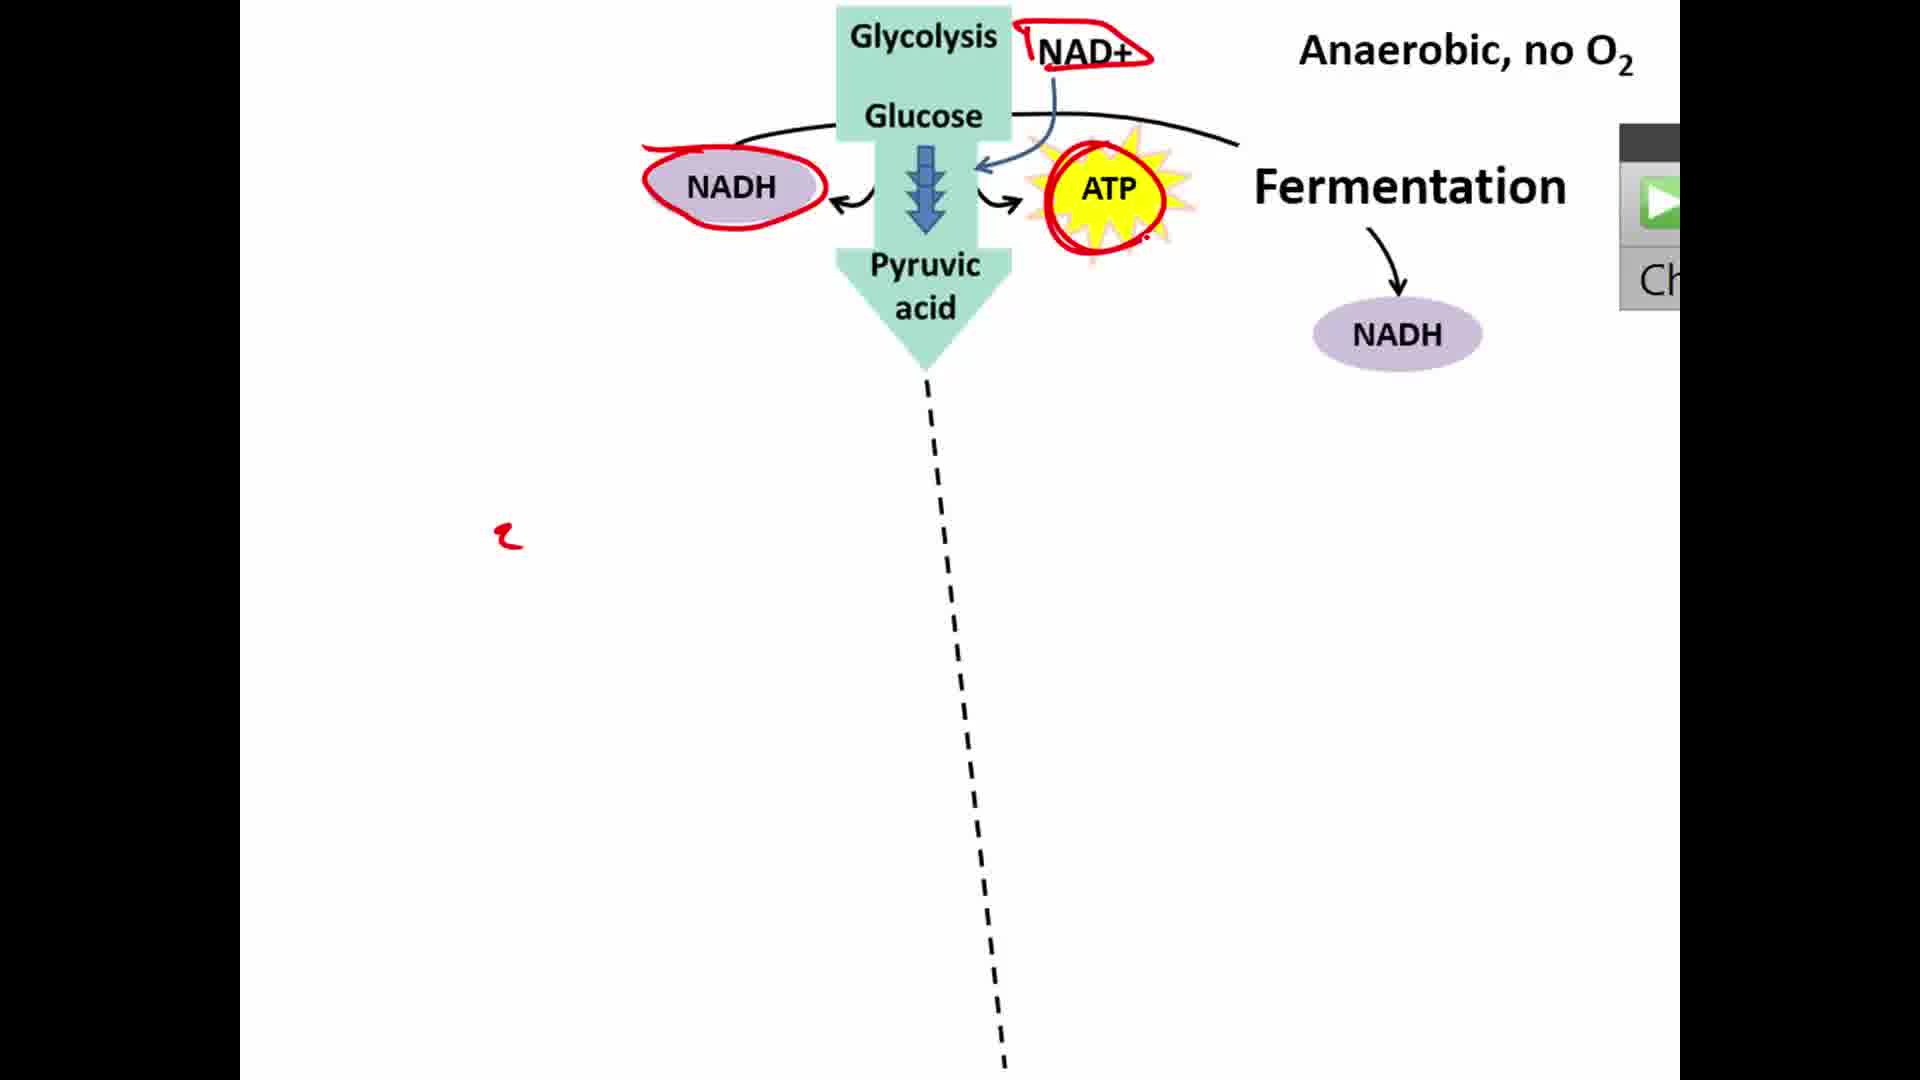 Glycolysis
NAD+
Anaerobic, no O₂
Glucose
NADH
ATP
Fermentation
Pyruvic
acid
NADH
Ch